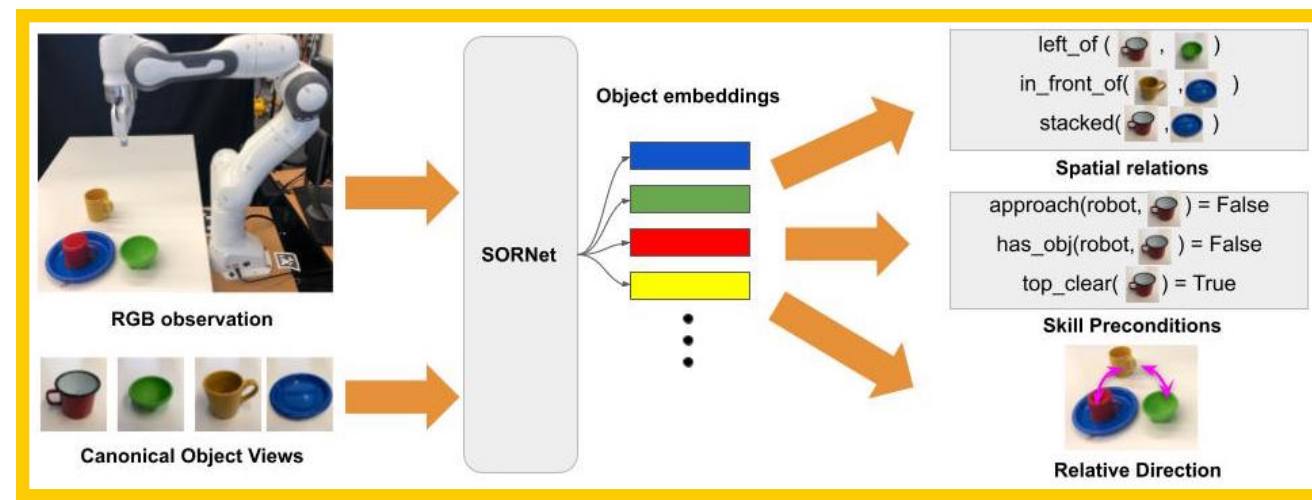 RGB observation
Canonical Object Views
SORNet
Object embeddings
left_of ( , )
in_front_of( , )
stacked( , )
Spatial relations
approach(robot, ) = False
has_obj(robot, ) = False
top_clear( ) = True
Skill Preconditions
Relative Direction